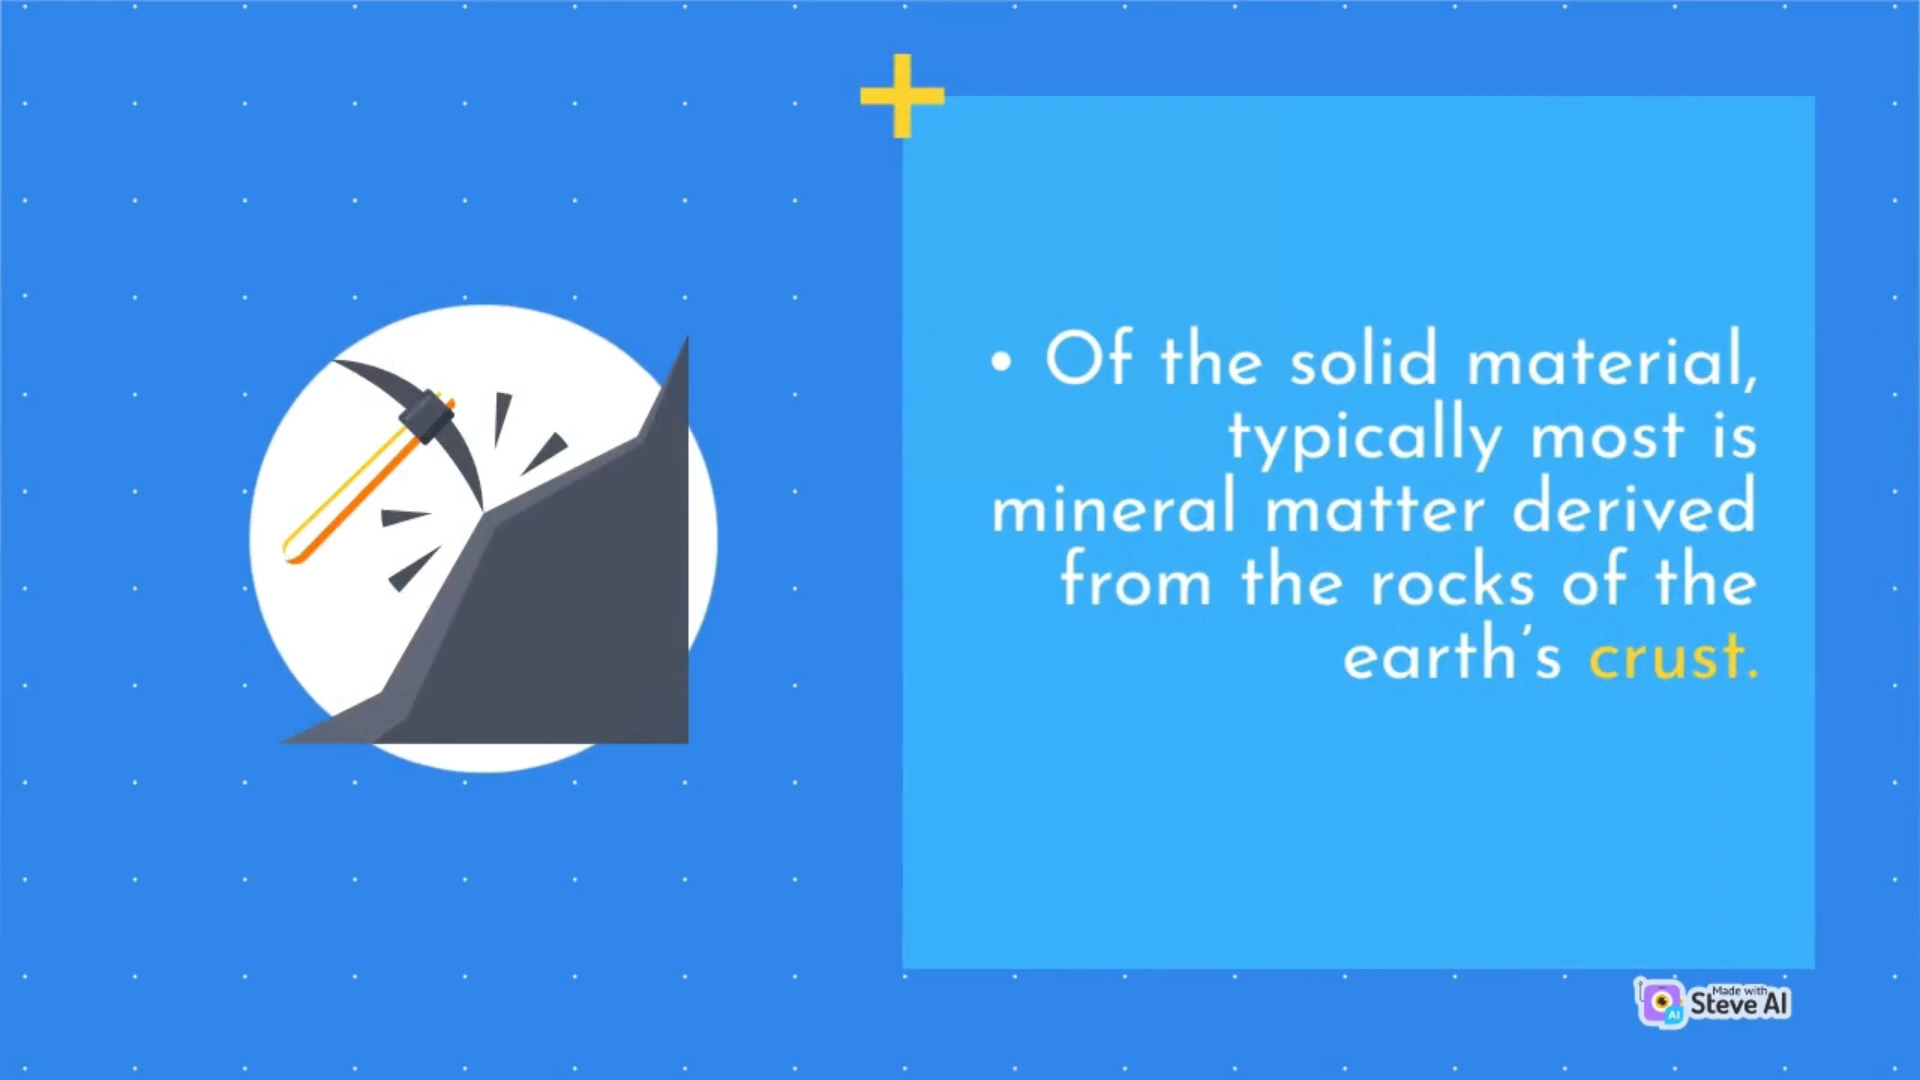 • Of the solid material,
typically most is
mineral matter derived
from the rocks of the
earth's crust.
Made with
Steve AI
AI